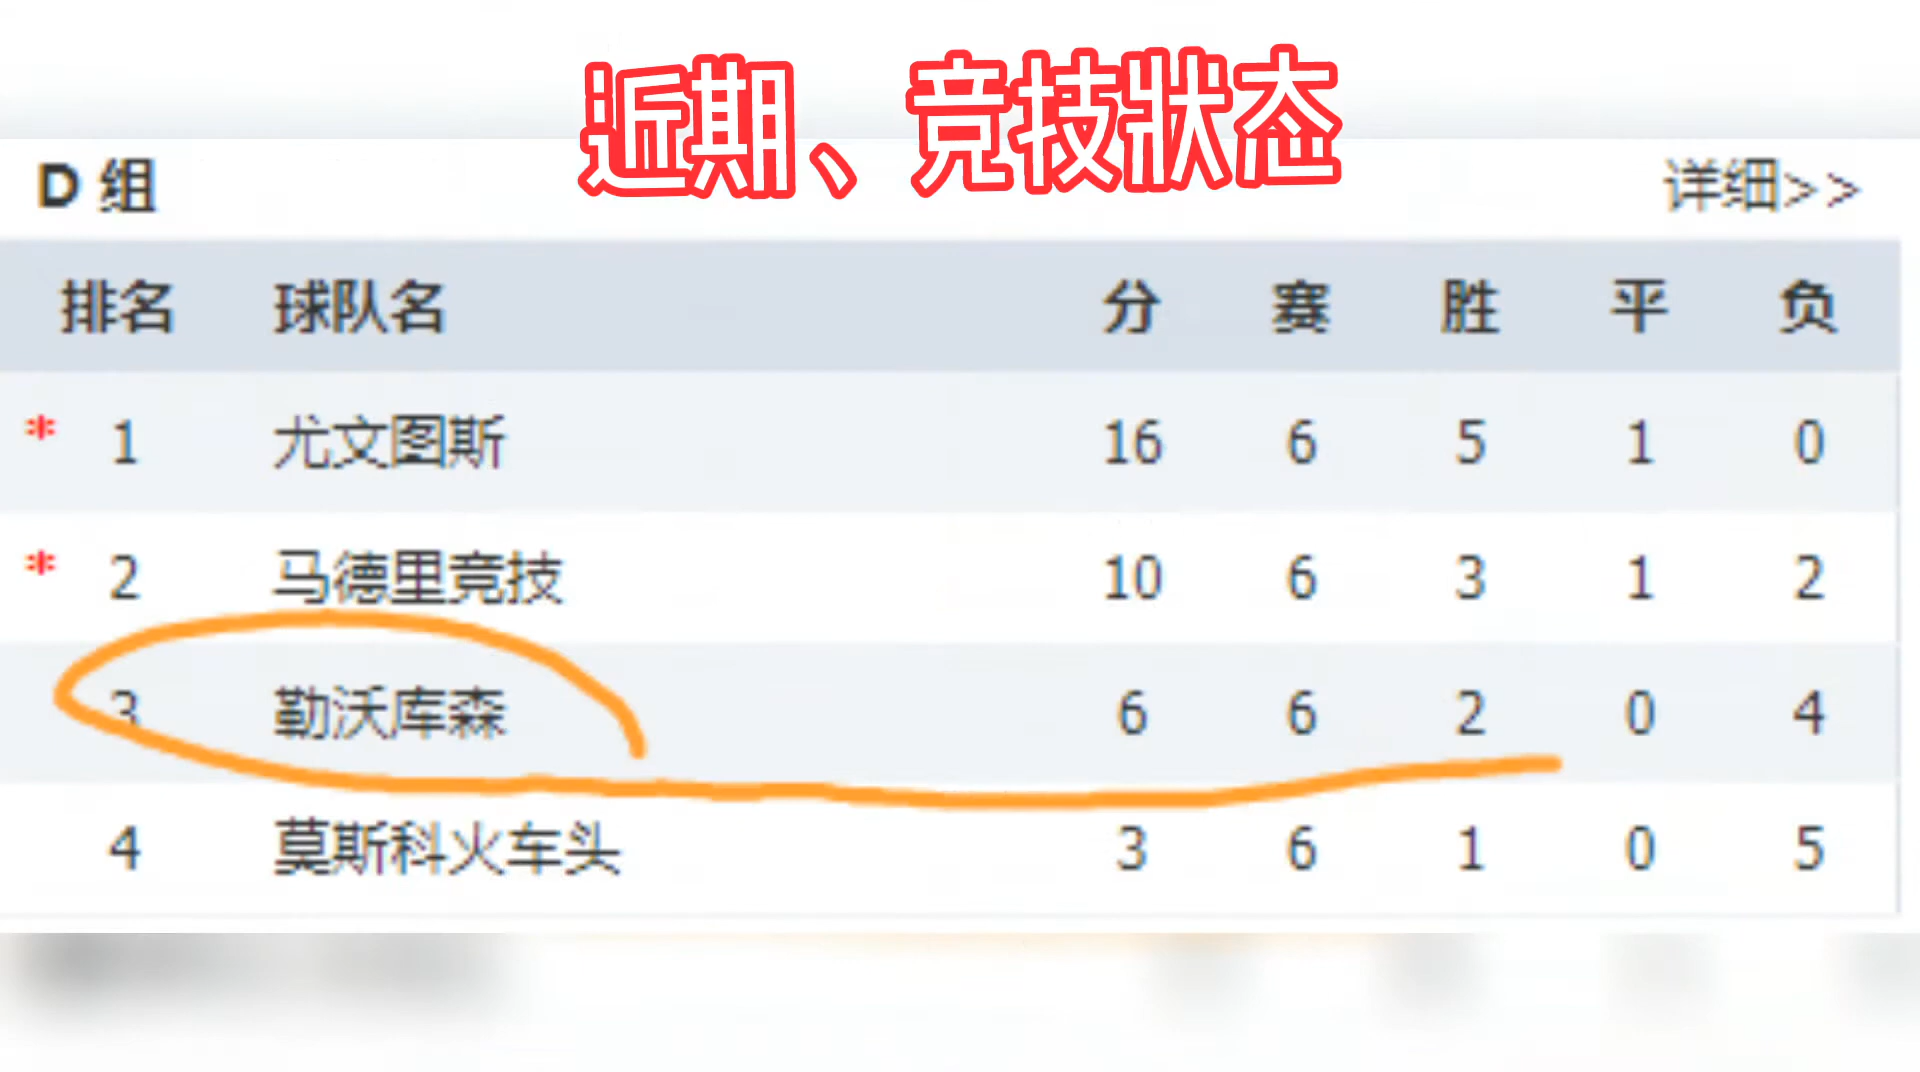 近期、竞技狀态
D 组 详细>>
排名 球队名 分 赛 胜 平 负
* 1 尤文图斯 16 6 5 1 0
* 2 马德里竞技 10 6 3 1 2
3 勒沃库森 6 6 2 0 4
4 莫斯科火车头 3 6 1 0 5